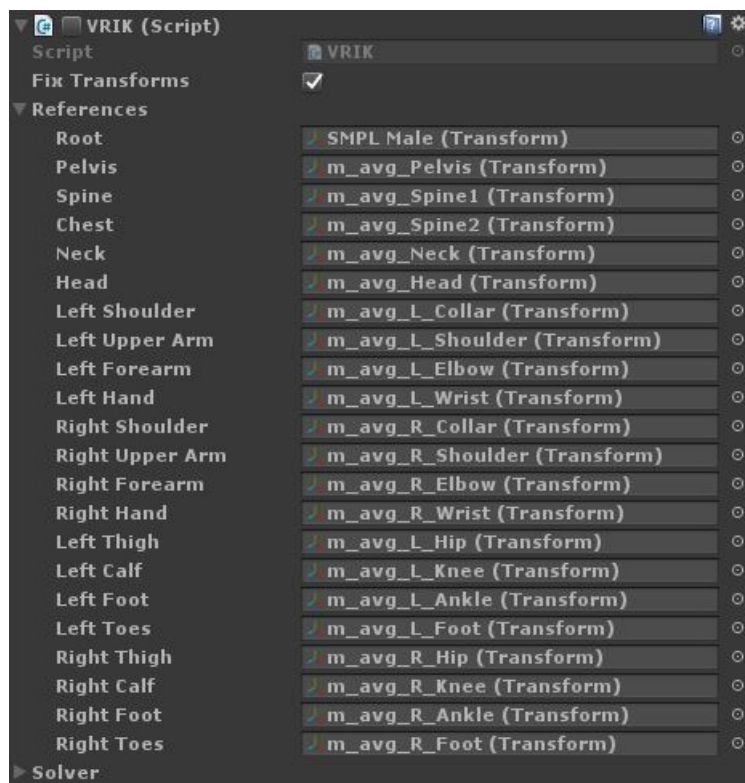 VRIK (Script)
Script VRIK
Fix Transforms
References
Root SMPL Male (Transform)
Pelvis m_avg_Pelvis (Transform)
Spine m_avg_Spine1 (Transform)
Chest m_avg_Spine2 (Transform)
Neck m_avg_Neck (Transform)
Head m_avg_Head (Transform)
Left Shoulder m_avg_L_Collar (Transform)
Left Upper Arm m_avg_L_Shoulder (Transform)
Left Forearm m_avg_L_Elbow (Transform)
Left Hand m_avg_L_Wrist (Transform)
Right Shoulder m_avg_R_Collar (Transform)
Right Upper Arm m_avg_R_Shoulder (Transform)
Right Forearm m_avg_R_Elbow (Transform)
Right Hand m_avg_R_Wrist (Transform)
Left Thigh m_avg_L_Hip (Transform)
Left Calf m_avg_L_Knee (Transform)
Left Foot m_avg_L_Ankle (Transform)
Left Toes m_avg_L_Foot (Transform)
Right Thigh m_avg_R_Hip (Transform)
Right Calf m_avg_R_Knee (Transform)
Right Foot m_avg_R_Ankle (Transform)
Right Toes m_avg_R_Foot (Transform)
Solver